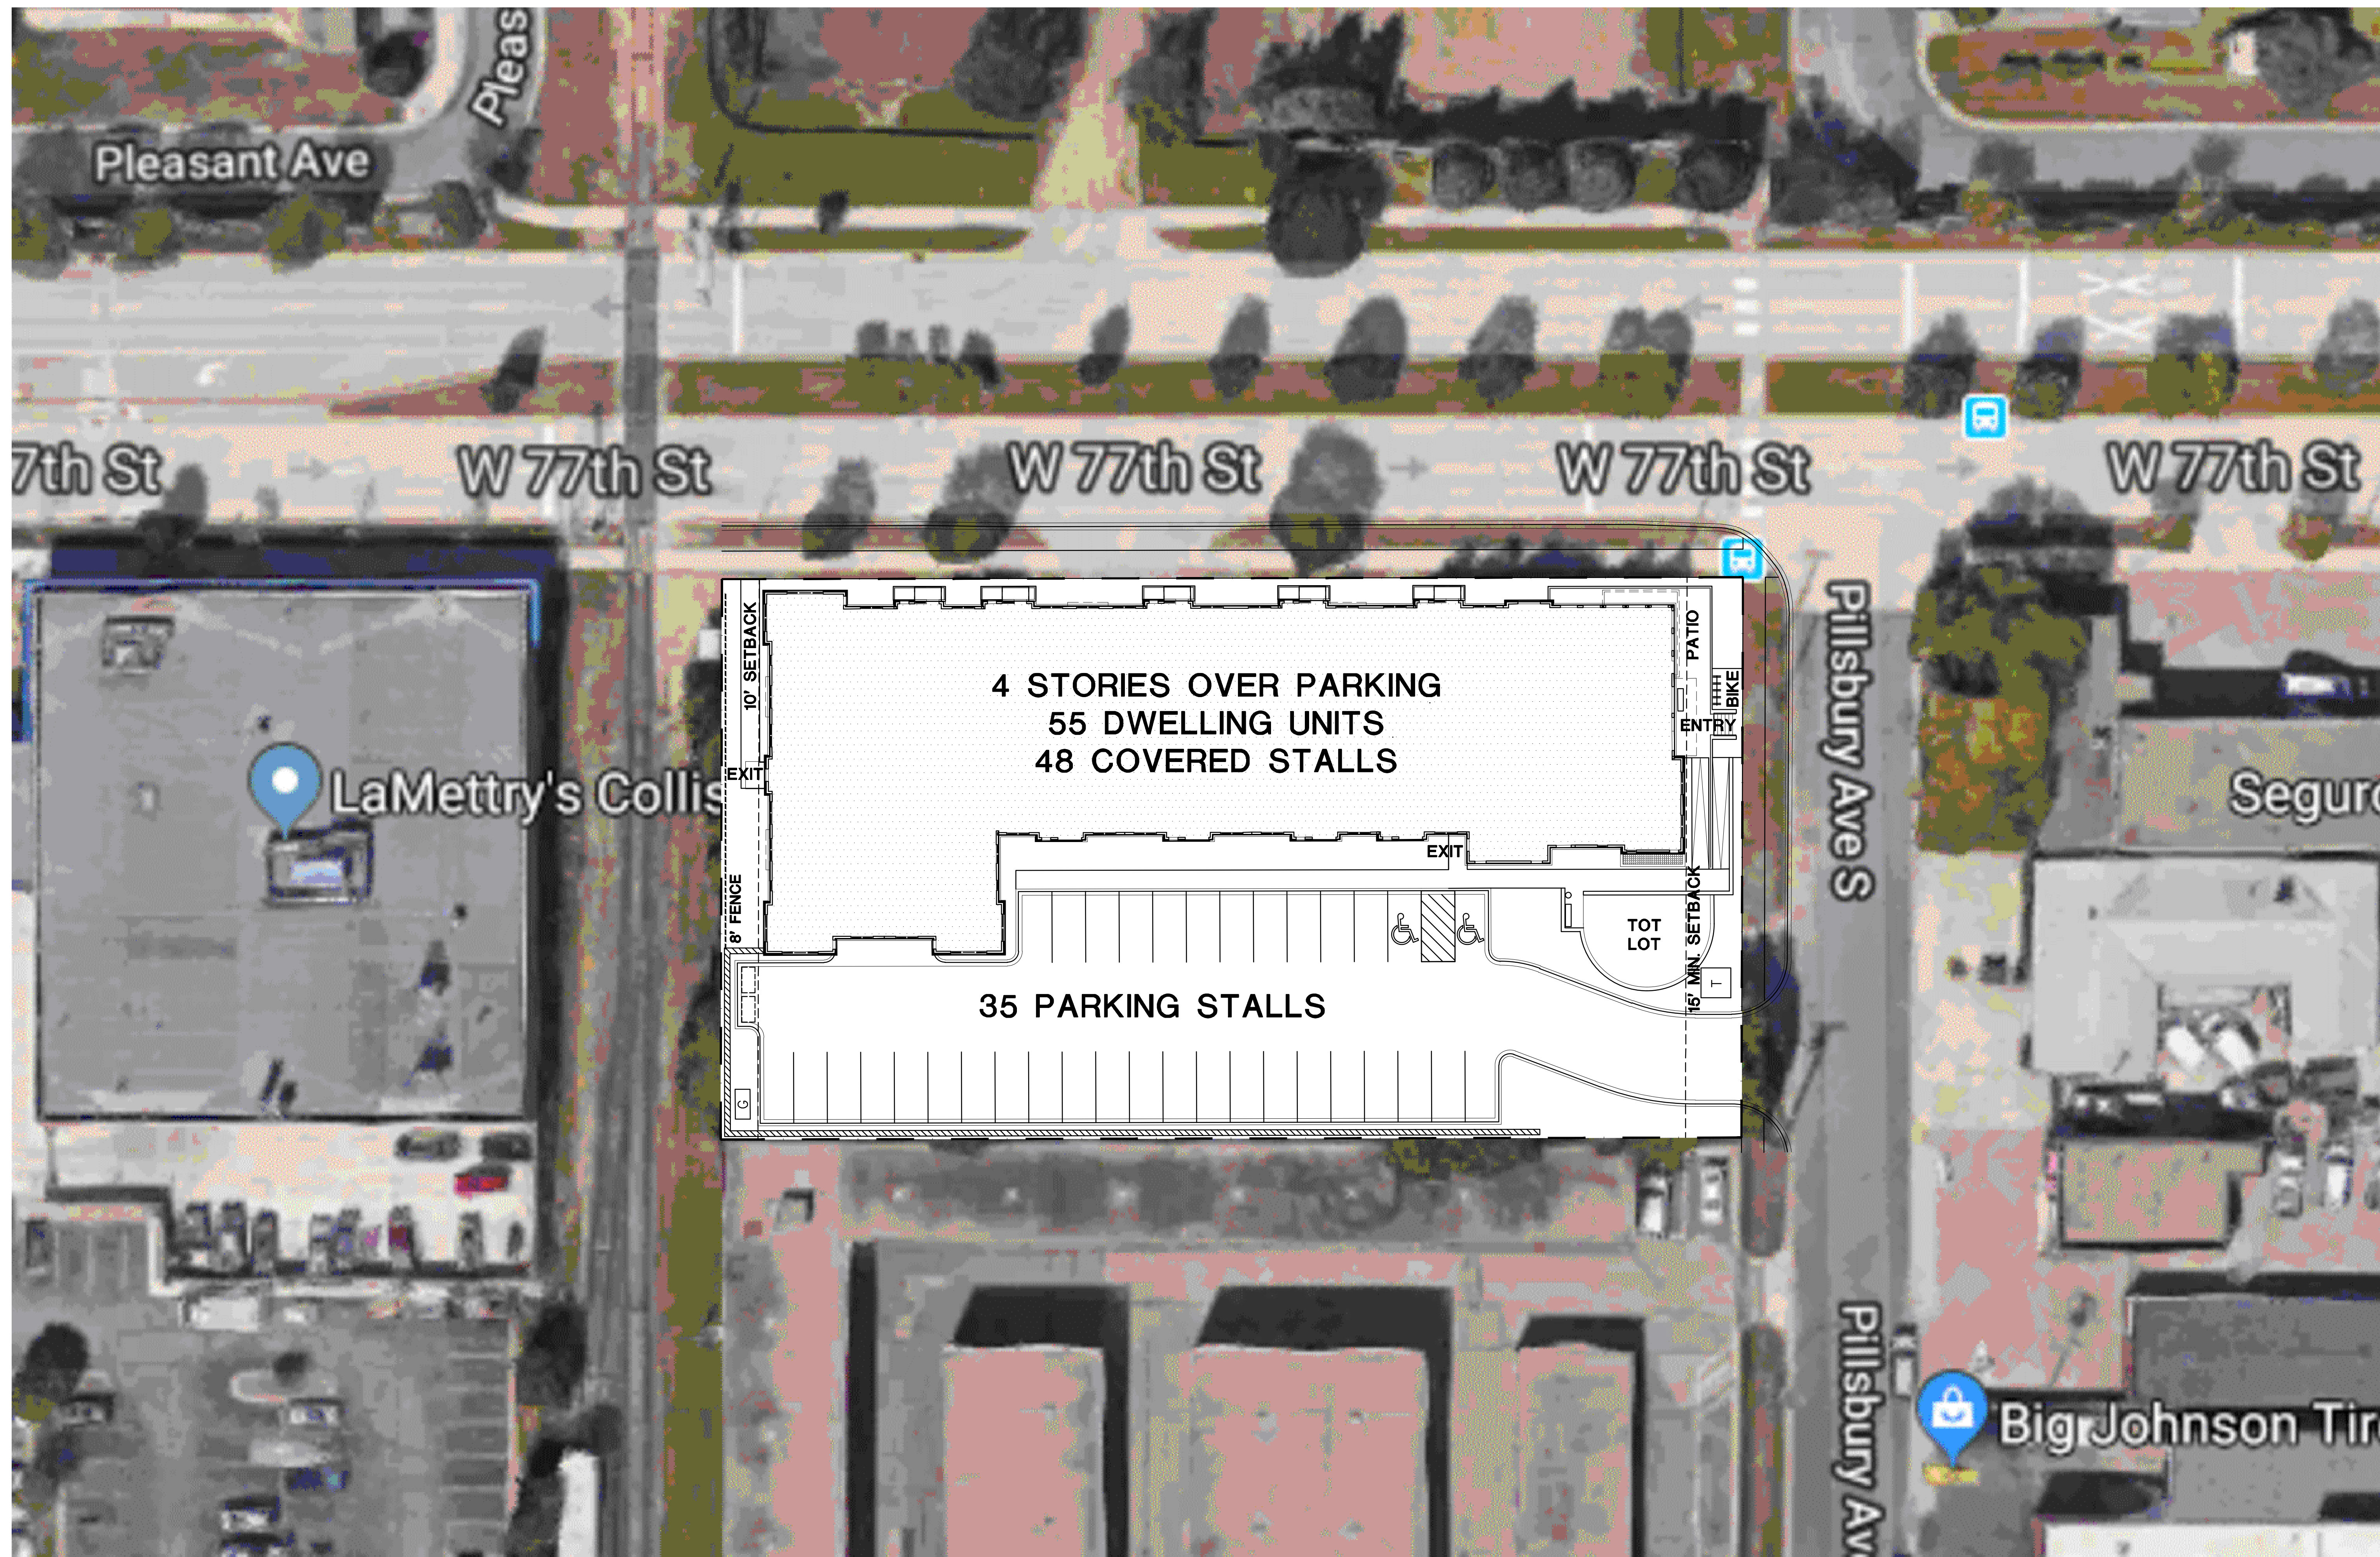 Pleas
Pleasant Ave
7th St
W 77th St
W 77th St
W 77th St
W 77th St
Pillsbury Ave S
10' SETBACK
PATIO
BIKE
ENTRY
4 STORIES OVER PARKING
55 DWELLING UNITS
48 COVERED STALLS
EXIT
LaMettry's Collis
Seguro
EXIT
8' FENCE
15' MIN. SETBACK
TOT
LOT
T
35 PARKING STALLS
G
Pillsbury Ave
Big Johnson Tir